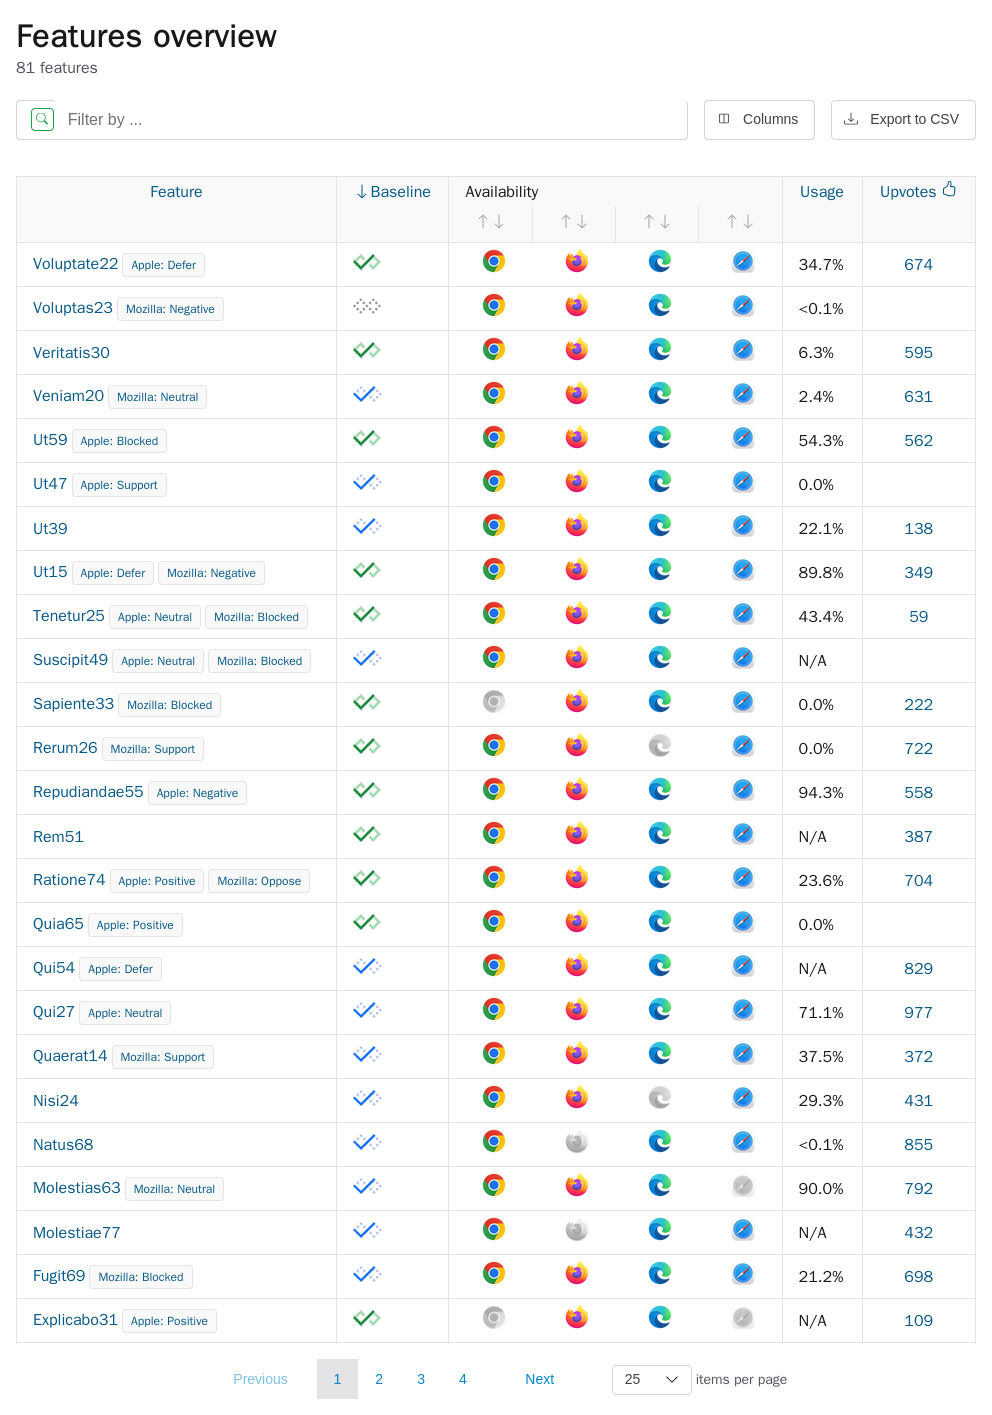 Features overview
81 features
Filter by ...
Columns
Export to CSV
Feature Baseline Availability Usage Upvotes
Voluptate22 Apple: Defer 34.7% 674
Voluptas23 Mozilla: Negative <0.1%
Veritatis30 6.3% 595
Veniam20 Mozilla: Neutral 2.4% 631
Ut59 Apple: Blocked 54.3% 562
Ut47 Apple: Support 0.0%
Ut39 22.1% 138
Ut15 Apple: Defer Mozilla: Negative 89.8% 349
Tenetur25 Apple: Neutral Mozilla: Blocked 43.4% 59
Suscipit49 Apple: Neutral Mozilla: Blocked N/A
Sapiente33 Mozilla: Blocked 0.0% 222
Rerum26 Mozilla: Support 0.0% 722
Repudiandae55 Apple: Negative 94.3% 558
Rem51 N/A 387
Ratione74 Apple: Positive Mozilla: Oppose 23.6% 704
Quia65 Apple: Positive 0.0%
Qui54 Apple: Defer N/A 829
Qui27 Apple: Neutral 71.1% 977
Quaerat14 Mozilla: Support 37.5% 372
Nisi24 29.3% 431
Natus68 <0.1% 855
Molestias63 Mozilla: Neutral 90.0% 792
Molestiae77 N/A 432
Fugit69 Mozilla: Blocked 21.2% 698
Explicabo31 Apple: Positive N/A 109
Previous 1 2 3 4 Next 25 items per page